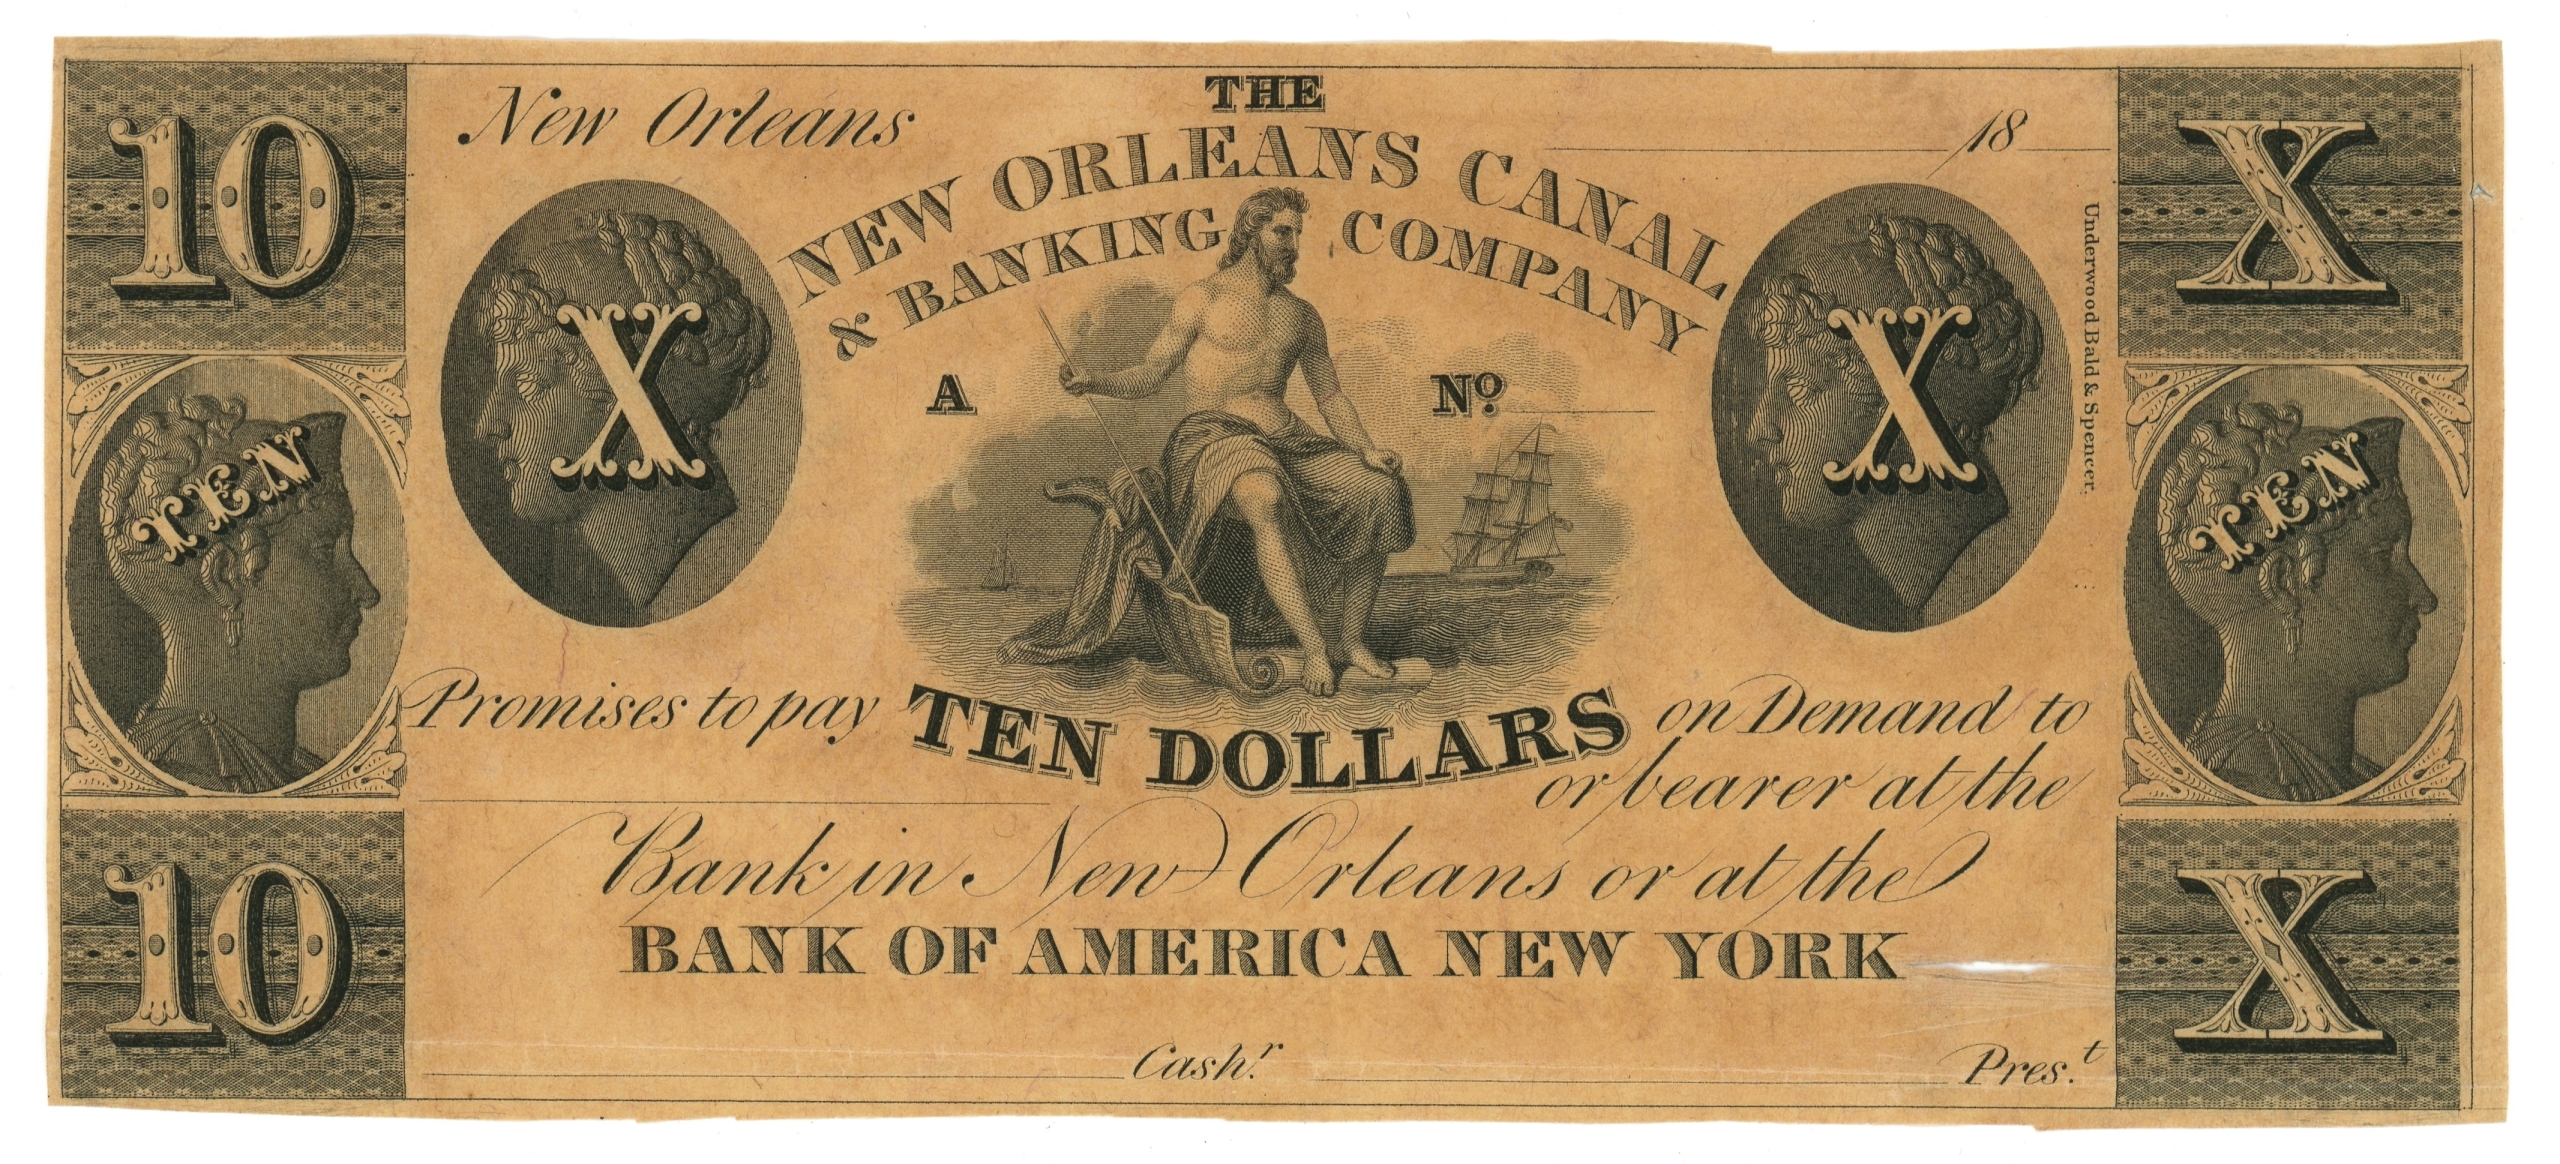 10
New Orleans
THE
18
X
NEW ORLEANS CANAL
& BANKING COMPANY
X
X
A
Nº
Underwood Bald & Spencer.
TEN
TEN
Promises to pay TEN DOLLARS on Demand to
or bearer at the
Bank in New Orleans or at the
BANK OF AMERICA NEW YORK
10
X
Cash.r
Pres.t